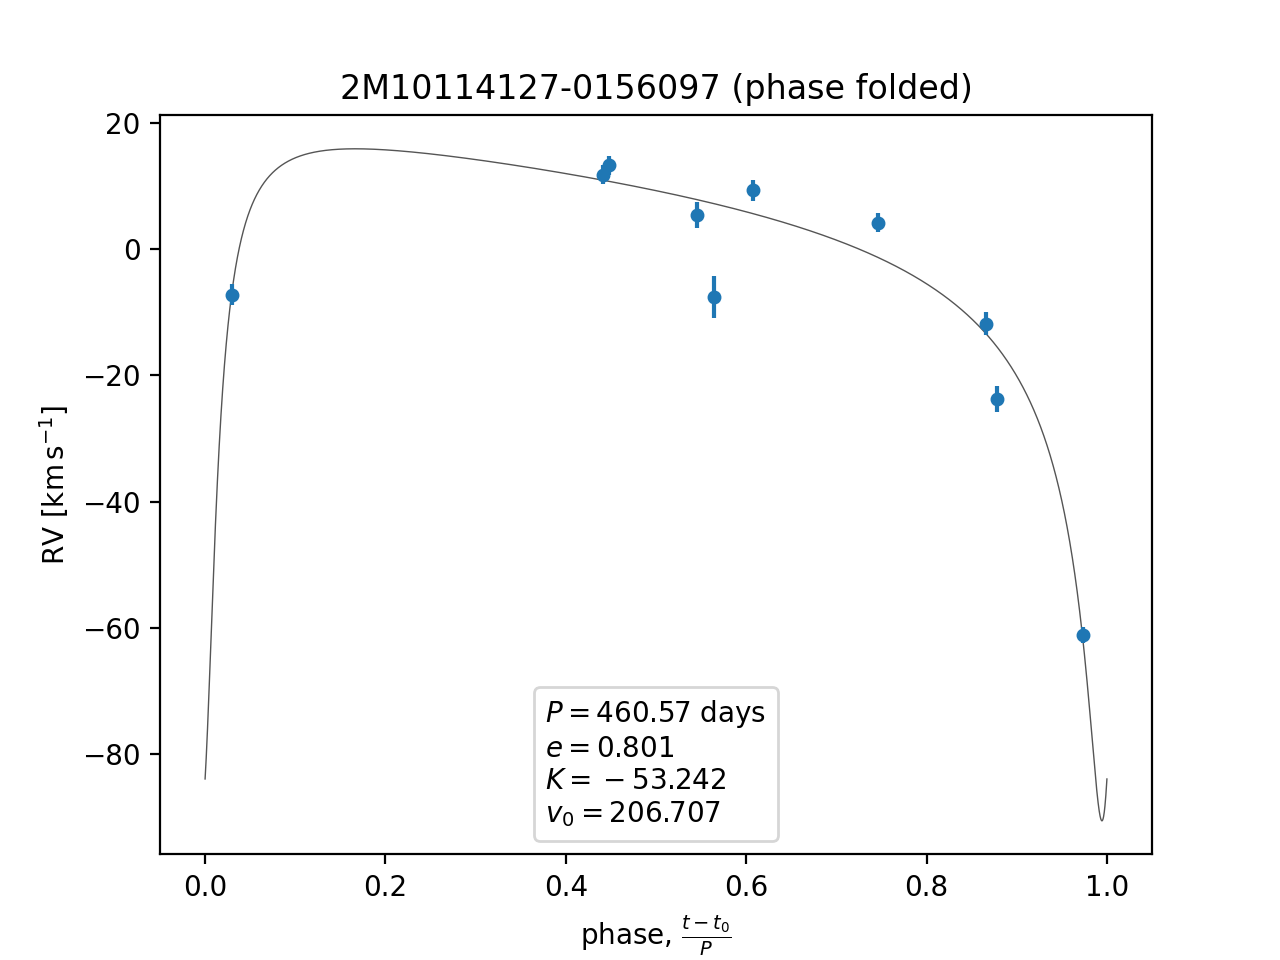 2M10114127-0156097 (phase folded)
20
0
−20
−40
−60
−80
RV [km s⁻¹]
P = 460.57 days
e = 0.801
K = −53.242
v₀ = 206.707
0.0 0.2 0.4 0.6 0.8 1.0
phase, (t − t₀)/P